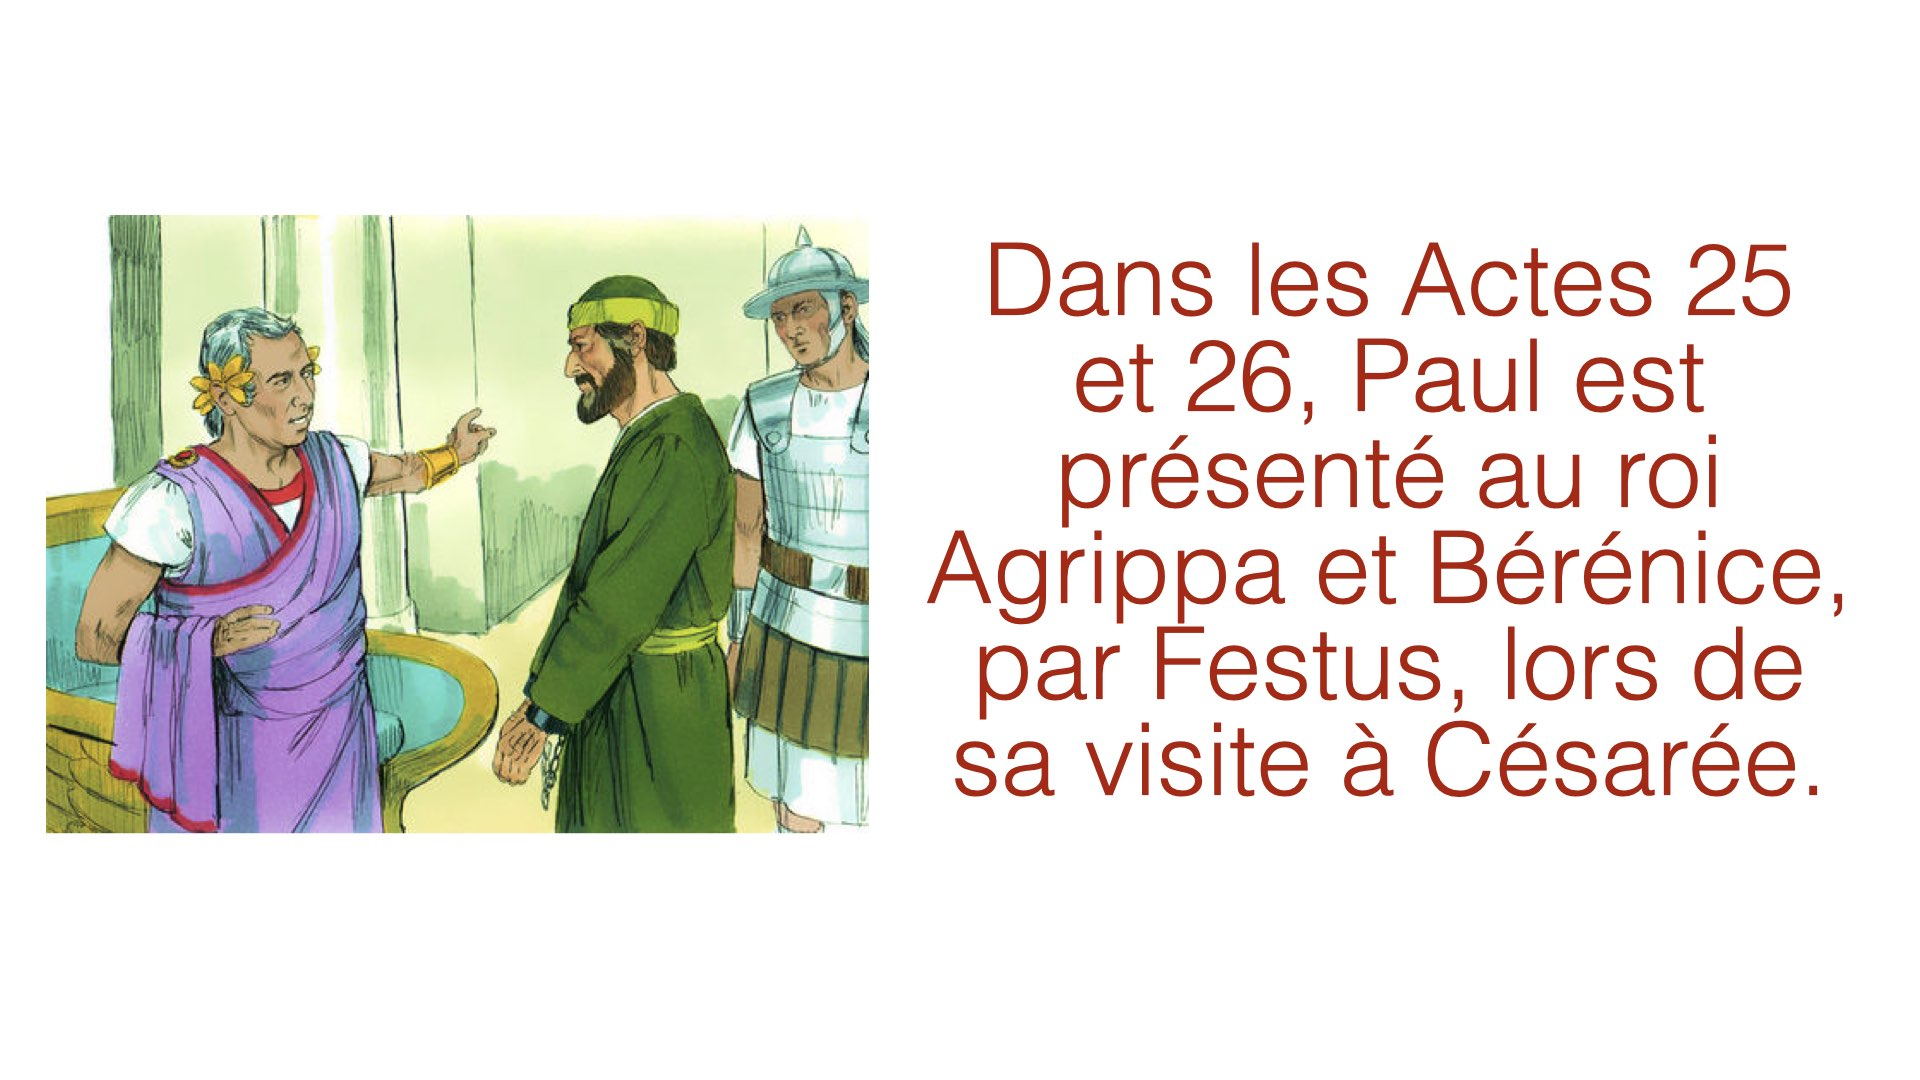 Dans les Actes 25
et 26, Paul est
présenté au roi
Agrippa et Bérénice,
par Festus, lors de
sa visite à Césarée.